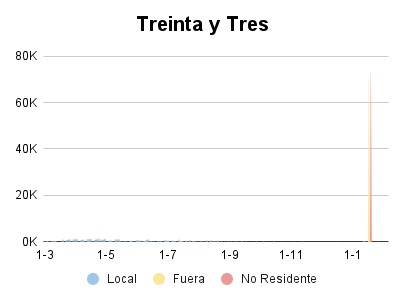 Treinta y Tres
80K
60K
40K
20K
0K
1-3 1-5 1-7 1-9 1-11 1-1
Local Fuera No Residente